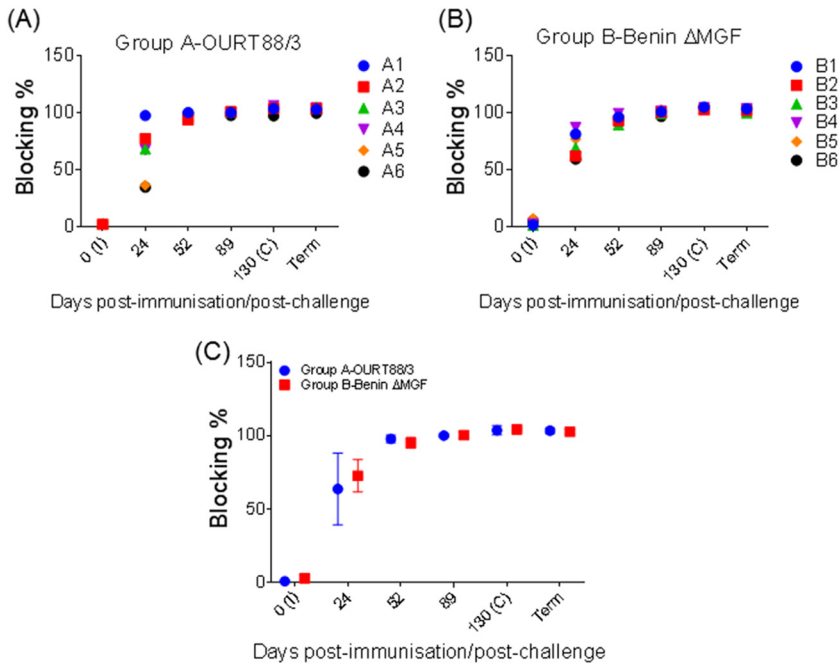 (A)
Group A-OURT88/3
150
100
50
0
Blocking %
0 (I)
24
52
89
130 (C)
Term
Days post-immunisation/post-challenge
A1
A2
A3
A4
A5
A6
(B)
Group B-Benin ΔMGF
150
100
50
0
Blocking %
0 (I)
24
52
89
130 (C)
Term
Days post-immunisation/post-challenge
B1
B2
B3
B4
B5
B6
(C)
Group A-OURT88/3
Group B-Benin ΔMGF
150
100
50
0
Blocking %
0 (I)
24
52
89
130 (C)
Term
Days post-immunisation/post-challenge